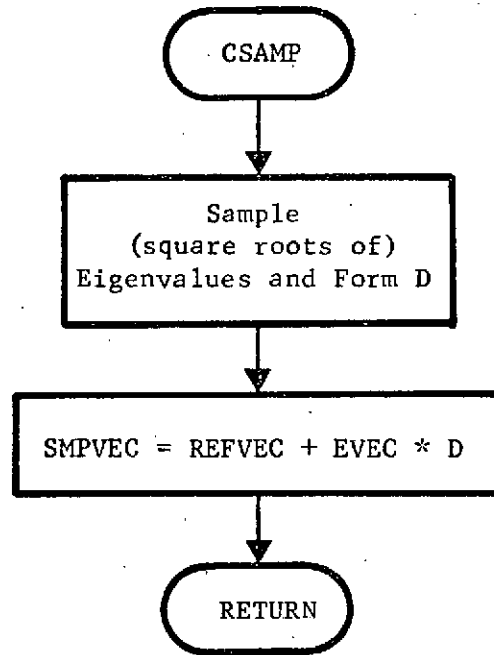 CSAMP
Sample
(square roots of)
Eigenvalues and Form D
SMPVEC = REFVEC + EVEC * D
RETURN